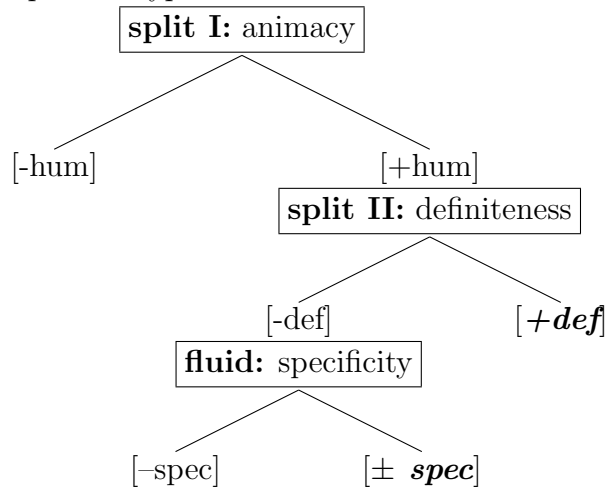 split I: animacy
[-hum] [+hum]
split II: definiteness
[-def] [+def]
fluid: specificity
[–spec] [± spec]